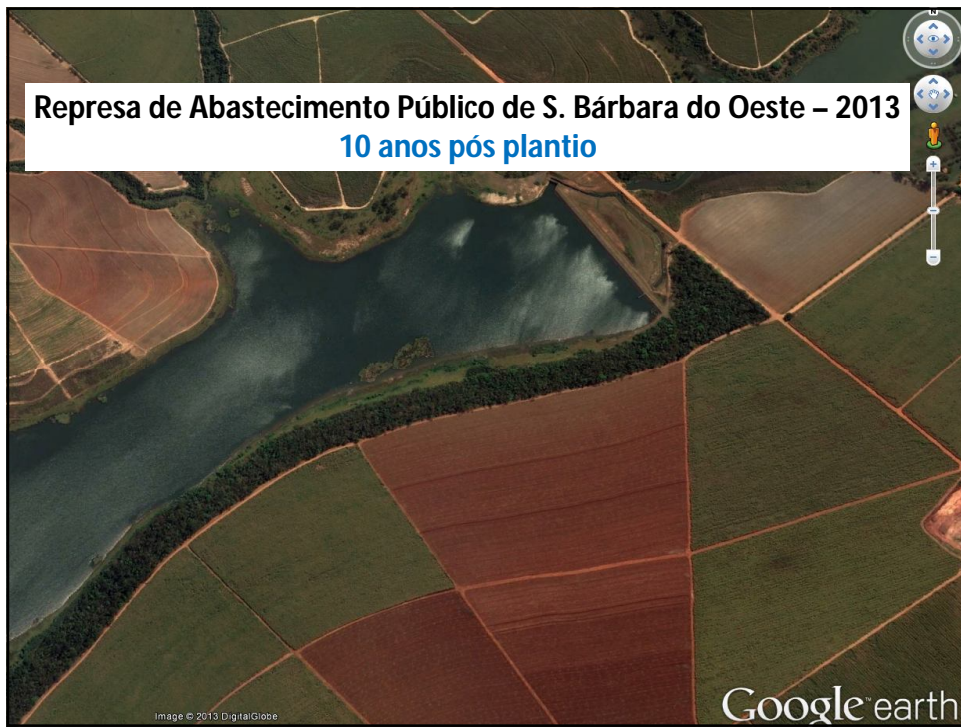 N
Represa de Abastecimento Público de S. Bárbara do Oeste – 2013
10 anos pós plantio
Image © 2013 DigitalGlobe
Google earth